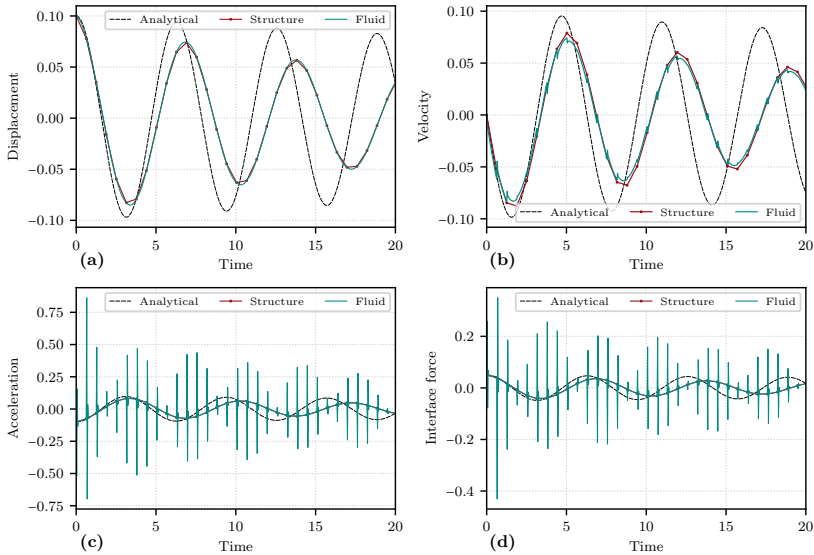 Analytical Structure Fluid
0.10
0.05
0.00
−0.05
−0.10
Displacement
0 5 10 15 20
Time
(a)
0.10
0.05
0.00
−0.05
−0.10
Velocity
Analytical Structure Fluid
0 5 10 15 20
Time
(b)
Analytical Structure Fluid
0.75
0.50
0.25
0.00
−0.25
−0.50
−0.75
Acceleration
0 5 10 15 20
Time
(c)
Analytical Structure Fluid
0.2
0.0
−0.2
−0.4
Interface force
0 5 10 15 20
Time
(d)